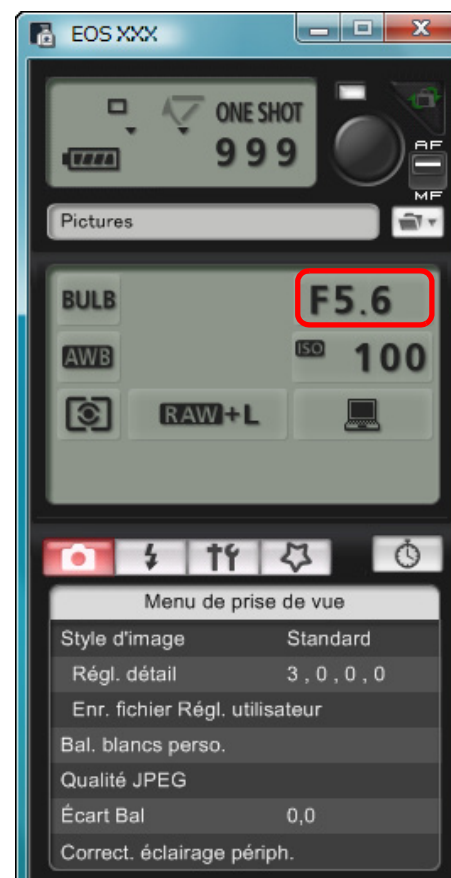 EOS XXX
ONE SHOT
999
AF
MF
Pictures
BULB F5.6
AWB ISO 100
RAW+L
Menu de prise de vue
Style d'image Standard
Régl. détail 3 , 0 , 0 , 0
Enr. fichier Régl. utilisateur
Bal. blancs perso.
Qualité JPEG
Écart Bal 0,0
Correct. éclairage périph.